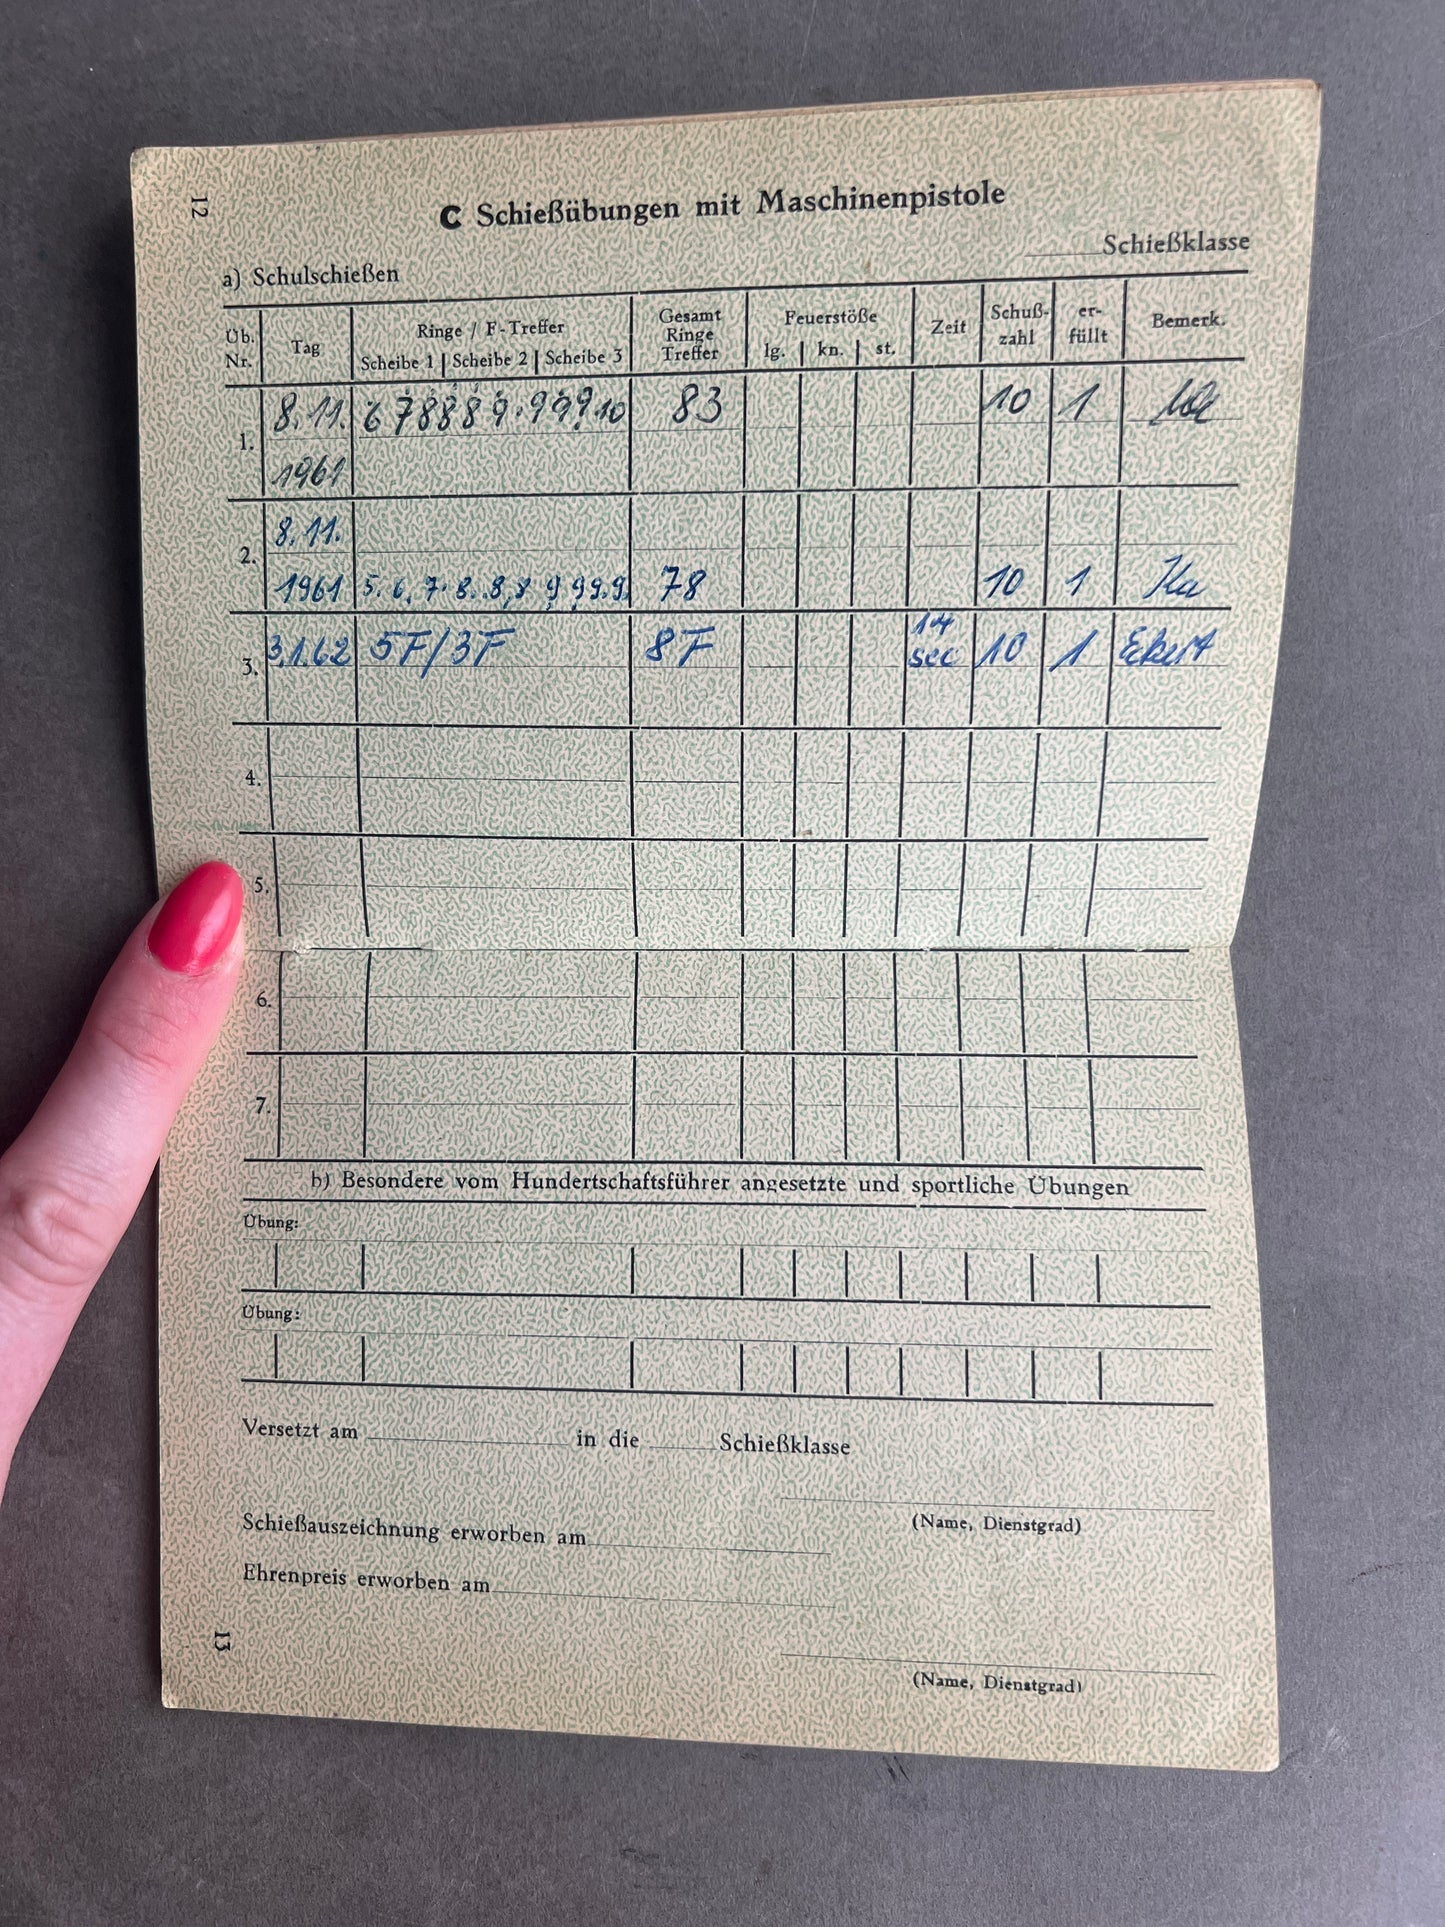 12
C Schießübungen mit Maschinenpistole
Schießklasse
a) Schulschießen
Üb. Nr. Tag Ringe / F-Treffer Scheibe 1 Scheibe 2 Scheibe 3 Gesamt Ringe Treffer Feuerstöße lg. kn. st. Zeit Schuß-zahl er-füllt Bemerk.
1. 8.11. 6 7 8 8 8 8 9. 9 9 9. 10 83 10 1
1961
2. 8.11.
1961 5. 6, 7. 8. 8, 8 9 9 9. 9. 78 10 1
3. 3.1.62 5F/3F 8F 14 sec 10 1
4.
5.
6.
7.
b) Besondere vom Hundertschaftsführer angesetzte und sportliche Übungen
Übung:
Übung:
Versetzt am in die Schießklasse
(Name, Dienstgrad)
Schießauszeichnung erworben am
Ehrenpreis erworben am
(Name, Dienstgrad)
13